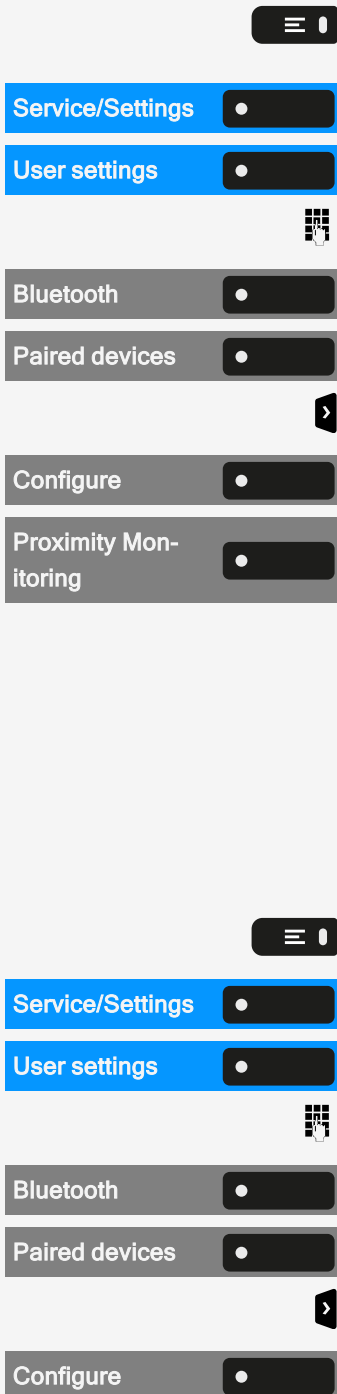 Service/Settings
User settings
Bluetooth
Paired devices
Configure
Proximity Mon-
itoring
Service/Settings
User settings
Bluetooth
Paired devices
Configure